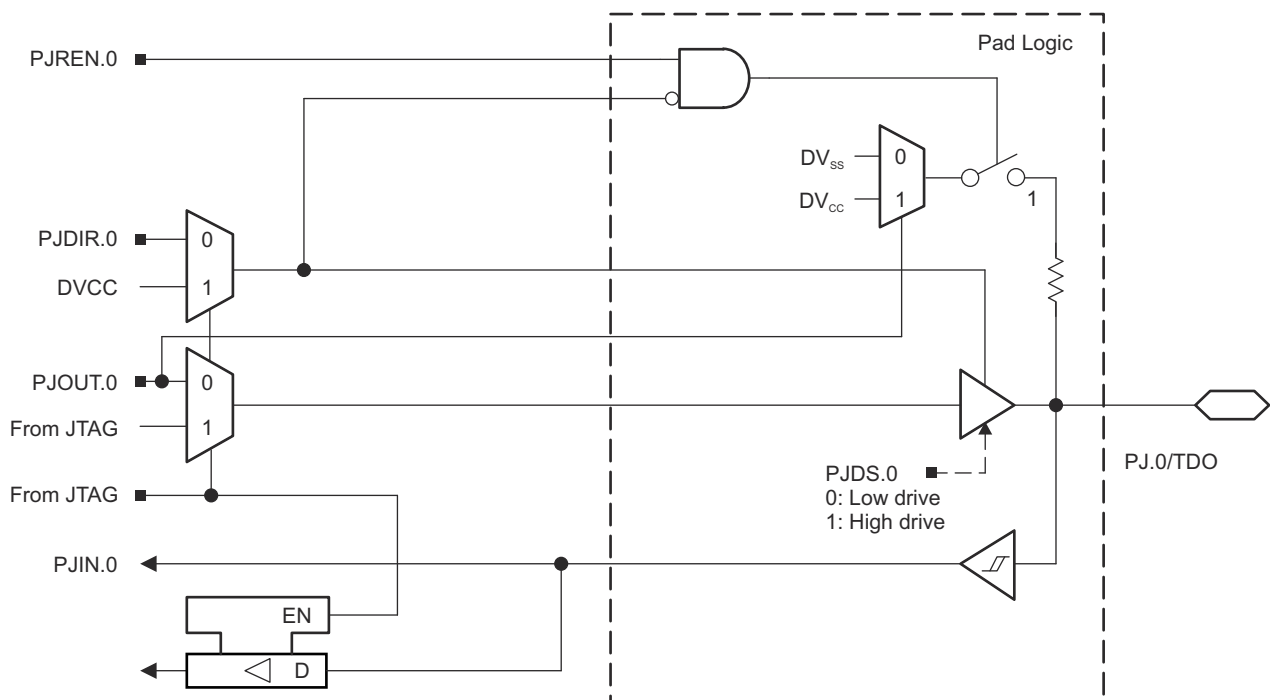 Pad Logic
PJREN.0
DVSS
0
DVCC
1
1
PJDIR.0
0
DVCC
1
PJOUT.0
0
From JTAG
1
PJ.0/TDO
PJDS.0
0: Low drive
1: High drive
From JTAG
PJIN.0
EN
D